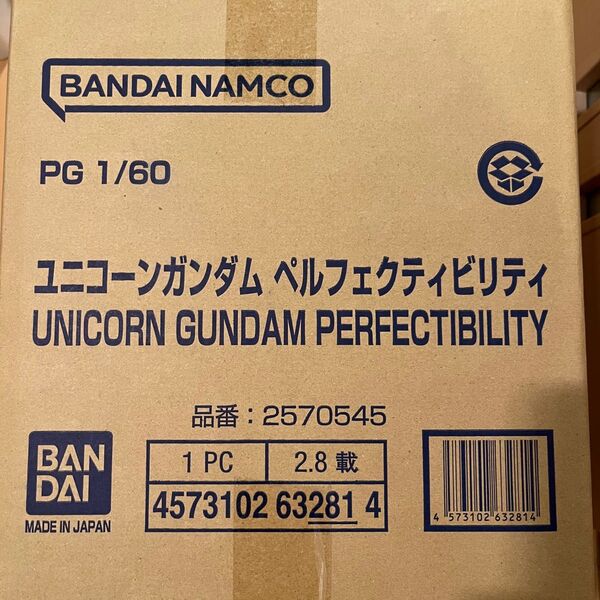 BANDAI NAMCO
PG 1/60
ユニコーンガンダム ペルフェクティビリティ
UNICORN GUNDAM PERFECTIBILITY
品番：2570545
BAN
DAI
MADE IN JAPAN
1 PC
2.8 載
4573102 63281 4
4 573102 632814